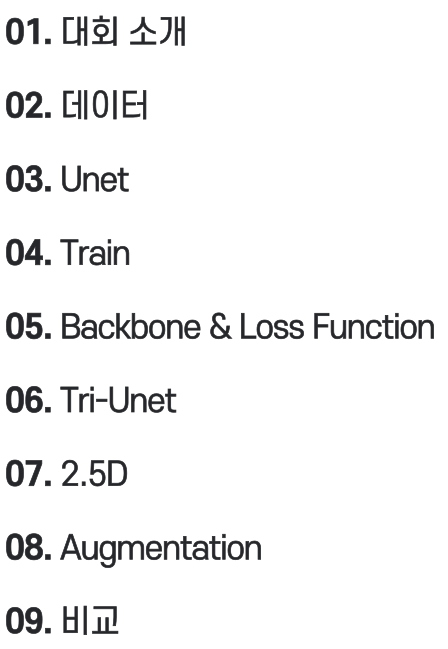 01. 대회 소개
02. 데이터
03. Unet
04. Train
05. Backbone & Loss Function
06. Tri-Unet
07. 2.5D
08. Augmentation
09. 비교